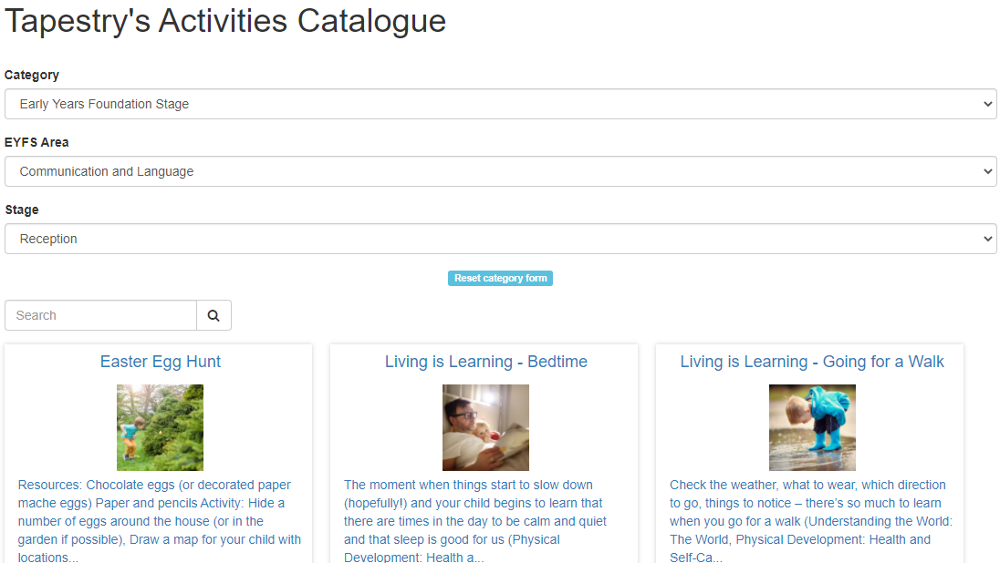 Tapestry's Activities Catalogue
Category
Early Years Foundation Stage
EYFS Area
Communication and Language
Stage
Reception
Reset category form
Search
Easter Egg Hunt
Resources: Chocolate eggs (or decorated paper
mache eggs) Paper and pencils Activity: Hide a
number of eggs around the house (or in the
garden if possible), Draw a map for your child with
locations...
Living is Learning - Bedtime
The moment when things start to slow down
(hopefully!) and your child begins to learn that
there are times in the day to be calm and quiet
and that sleep is good for us (Physical
Development: Health a...
Living is Learning - Going for a Walk
Check the weather, what to wear, which direction
to go, things to notice – there's so much to learn
when you go for a walk (Understanding the World:
The World, Physical Development: Health and
Self-Ca...